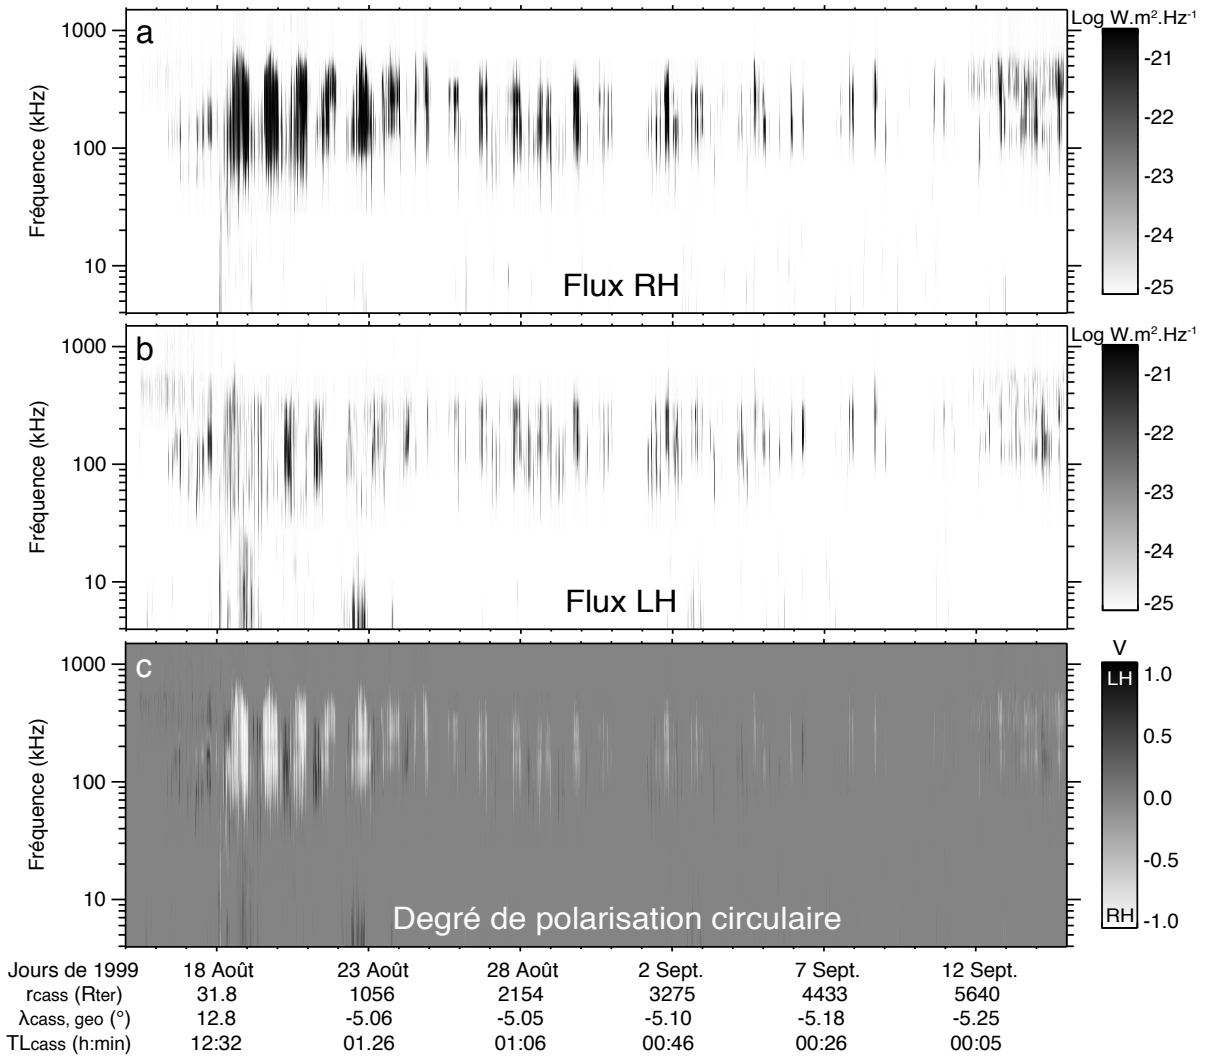 a
Log W.m².Hz⁻¹
1000
100
10
Fréquence (kHz)
Flux RH
-21
-22
-23
-24
-25
b
Log W.m².Hz⁻¹
1000
100
10
Fréquence (kHz)
Flux LH
-21
-22
-23
-24
-25
c
V
1000
100
10
Fréquence (kHz)
Degré de polarisation circulaire
LH
RH
1.0
0.5
0.0
-0.5
-1.0
Jours de 1999 18 Août 23 Août 28 Août 2 Sept. 7 Sept. 12 Sept.
rcass (Rter) 31.8 1056 2154 3275 4433 5640
λcass, geo (°) 12.8 -5.06 -5.05 -5.10 -5.18 -5.25
TLcass (h:min) 12:32 01.26 01:06 00:46 00:26 00:05